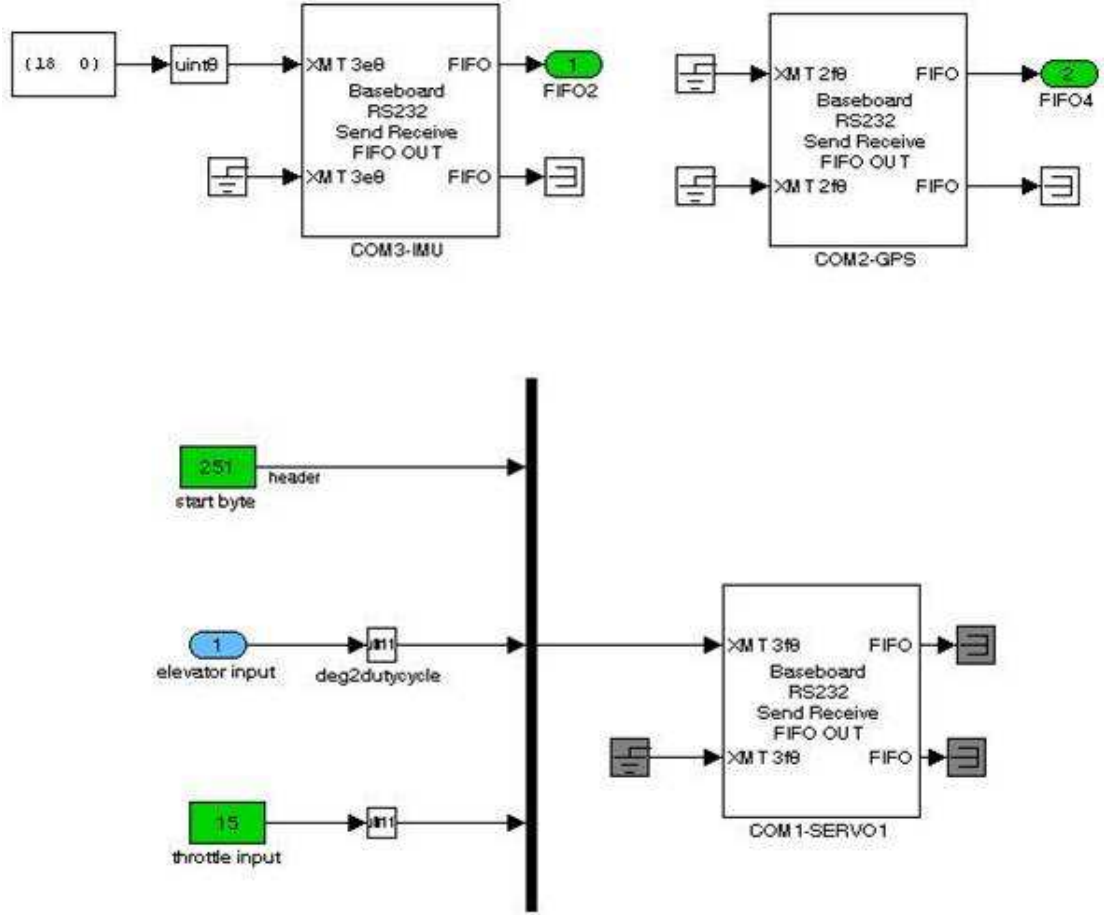 (18 0)
uint8
XMT 3e8 FIFO
Baseboard
RS232
Send Receive
FIFO OUT
XMT 3e8 FIFO
COM3-IMU
1
FIFO2
XMT 2f8 FIFO
Baseboard
RS232
Send Receive
FIFO OUT
XMT 2f8 FIFO
COM2-GPS
2
FIFO4
251
header
start byte
1
elevator input
deg2dutycycle
15
throttle input
XMT 3f8 FIFO
Baseboard
RS232
Send Receive
FIFO OUT
XMT 3f8 FIFO
COM1-SERVO1